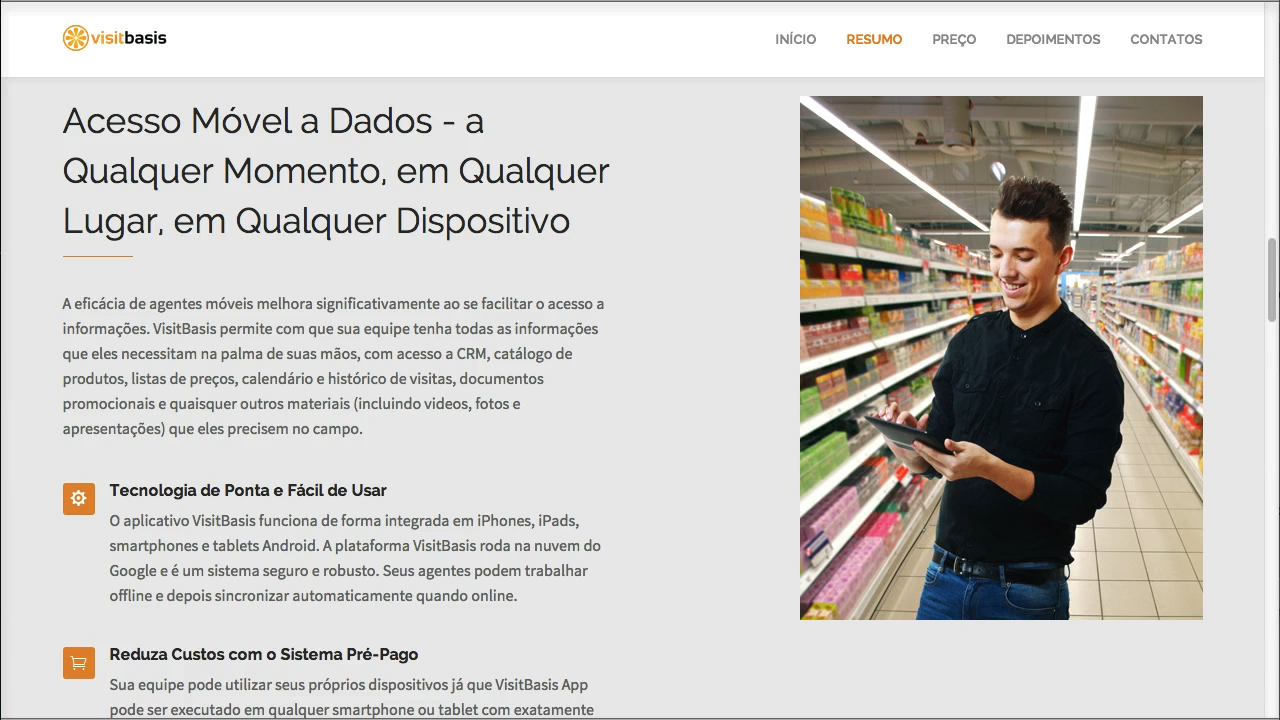 visitbasis
INÍCIO RESUMO PREÇO DEPOIMENTOS CONTATOS
Acesso Móvel a Dados - a
Qualquer Momento, em Qualquer
Lugar, em Qualquer Dispositivo
A eficácia de agentes móveis melhora significativamente ao se facilitar o acesso a
informações. VisitBasis permite com que sua equipe tenha todas as informações
que eles necessitam na palma de suas mãos, com acesso a CRM, catálogo de
produtos, listas de preços, calendário e histórico de visitas, documentos
promocionais e quaisquer outros materiais (incluindo videos, fotos e
apresentações) que eles precisem no campo.
Tecnologia de Ponta e Fácil de Usar
O aplicativo VisitBasis funciona de forma integrada em iPhones, iPads,
smartphones e tablets Android. A plataforma VisitBasis roda na nuvem do
Google e é um sistema seguro e robusto. Seus agentes podem trabalhar
offline e depois sincronizar automaticamente quando online.
Reduza Custos com o Sistema Pré-Pago
Sua equipe pode utilizar seus próprios dispositivos já que VisitBasis App
pode ser executado em qualquer smartphone ou tablet com exatamente